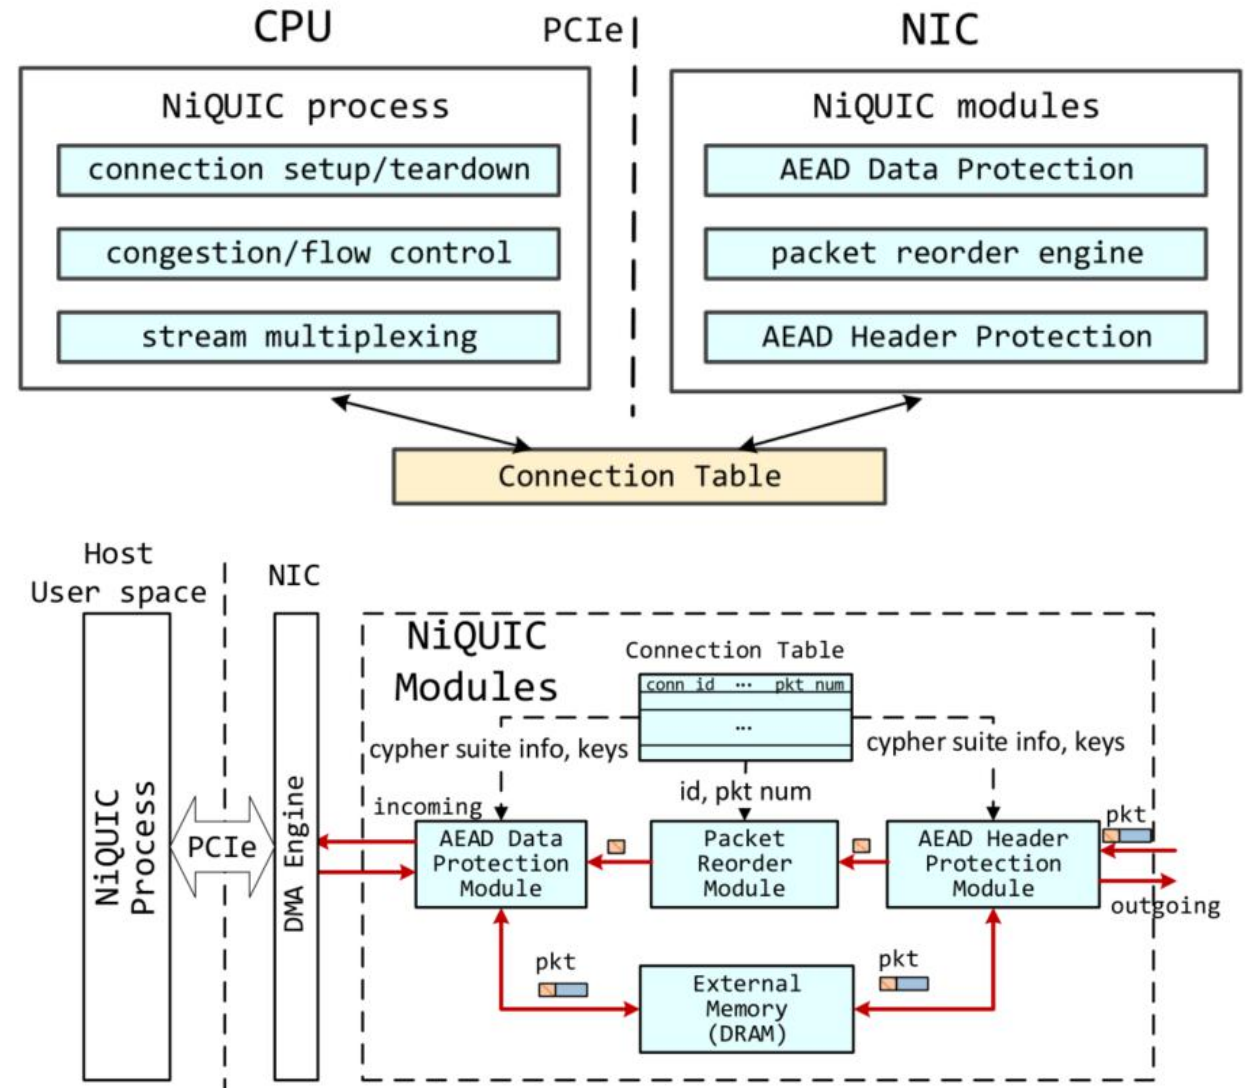 CPU
PCIe
NIC
NiQUIC process
connection setup/teardown
congestion/flow control
stream multiplexing
NiQUIC modules
AEAD Data Protection
packet reorder engine
AEAD Header Protection
Connection Table
Host
User space
NIC
NiQUIC
Process
PCIe
DMA Engine
NiQUIC
Modules
Connection Table
conn id ... pkt num
...
cypher suite info, keys
id, pkt num
cypher suite info, keys
incoming
AEAD Data
Protection
Module
Packet
Reorder
Module
AEAD Header
Protection
Module
pkt
outgoing
pkt
External
Memory
(DRAM)
pkt